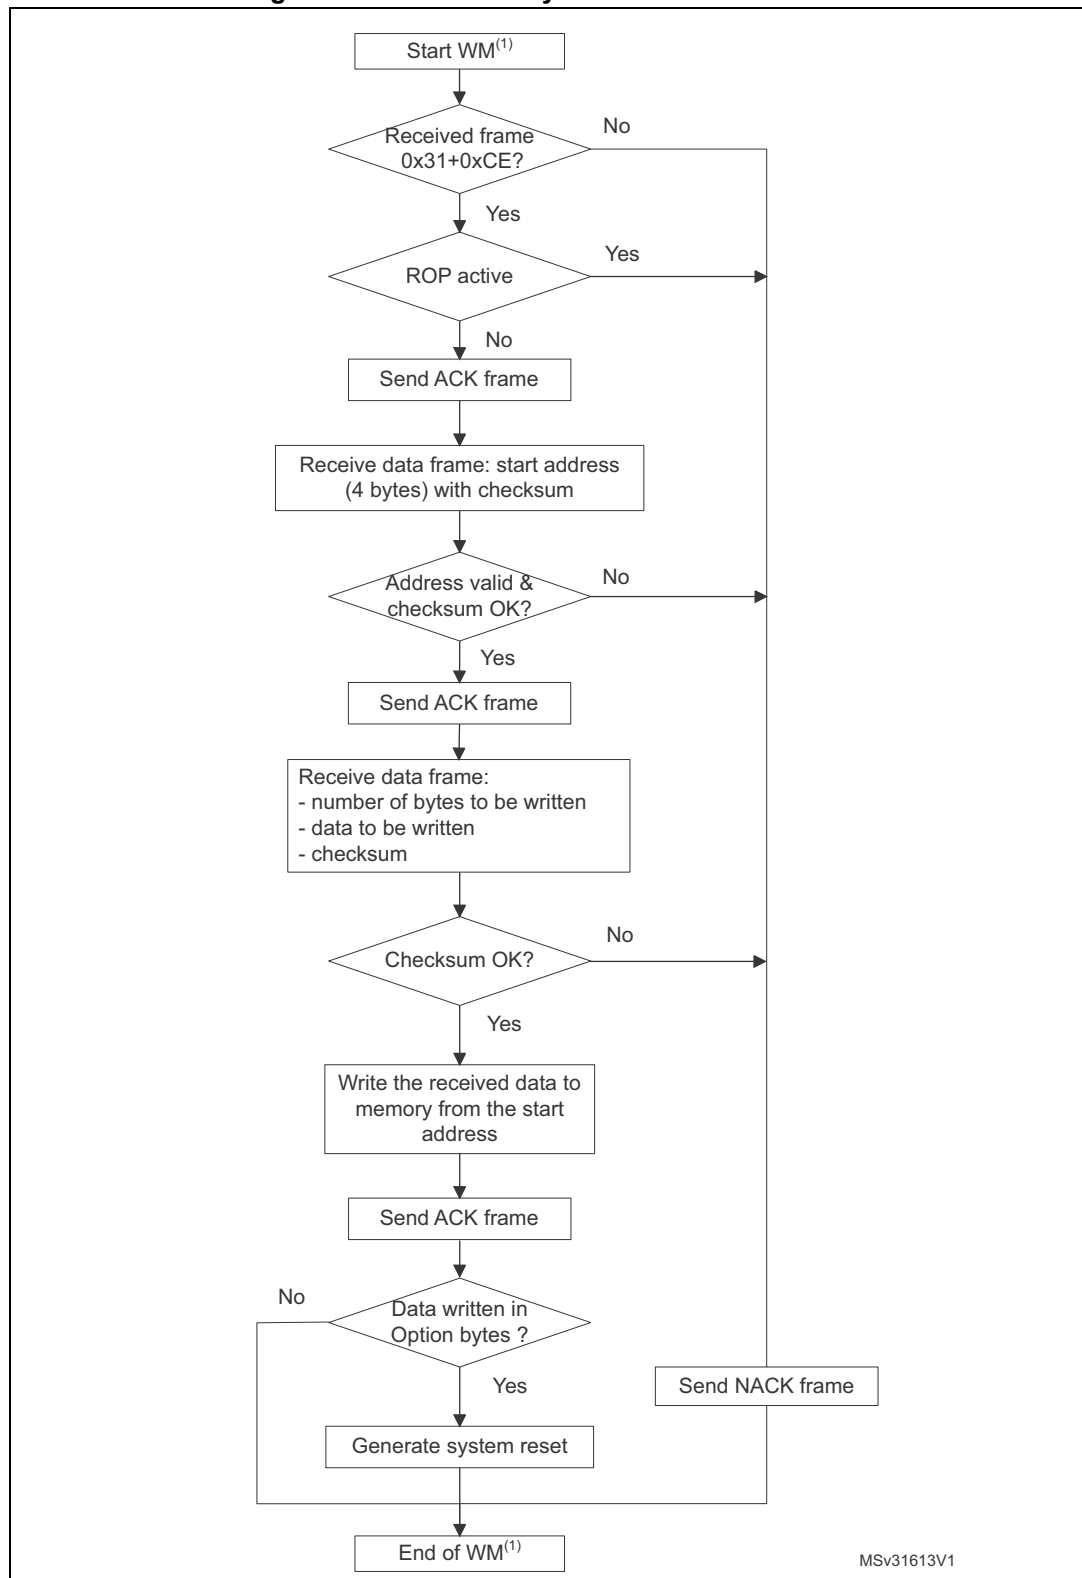 Start WM(1)
Received frame
0x31+0xCE?
No
Yes
ROP active
Yes
No
Send ACK frame
Receive data frame: start address
(4 bytes) with checksum
Address valid &
checksum OK?
No
Yes
Send ACK frame
Receive data frame:
- number of bytes to be written
- data to be written
- checksum
Checksum OK?
No
Yes
Write the received data to
memory from the start
address
Send ACK frame
No
Data written in
Option bytes ?
Yes
Send NACK frame
Generate system reset
End of WM(1)
MSv31613V1